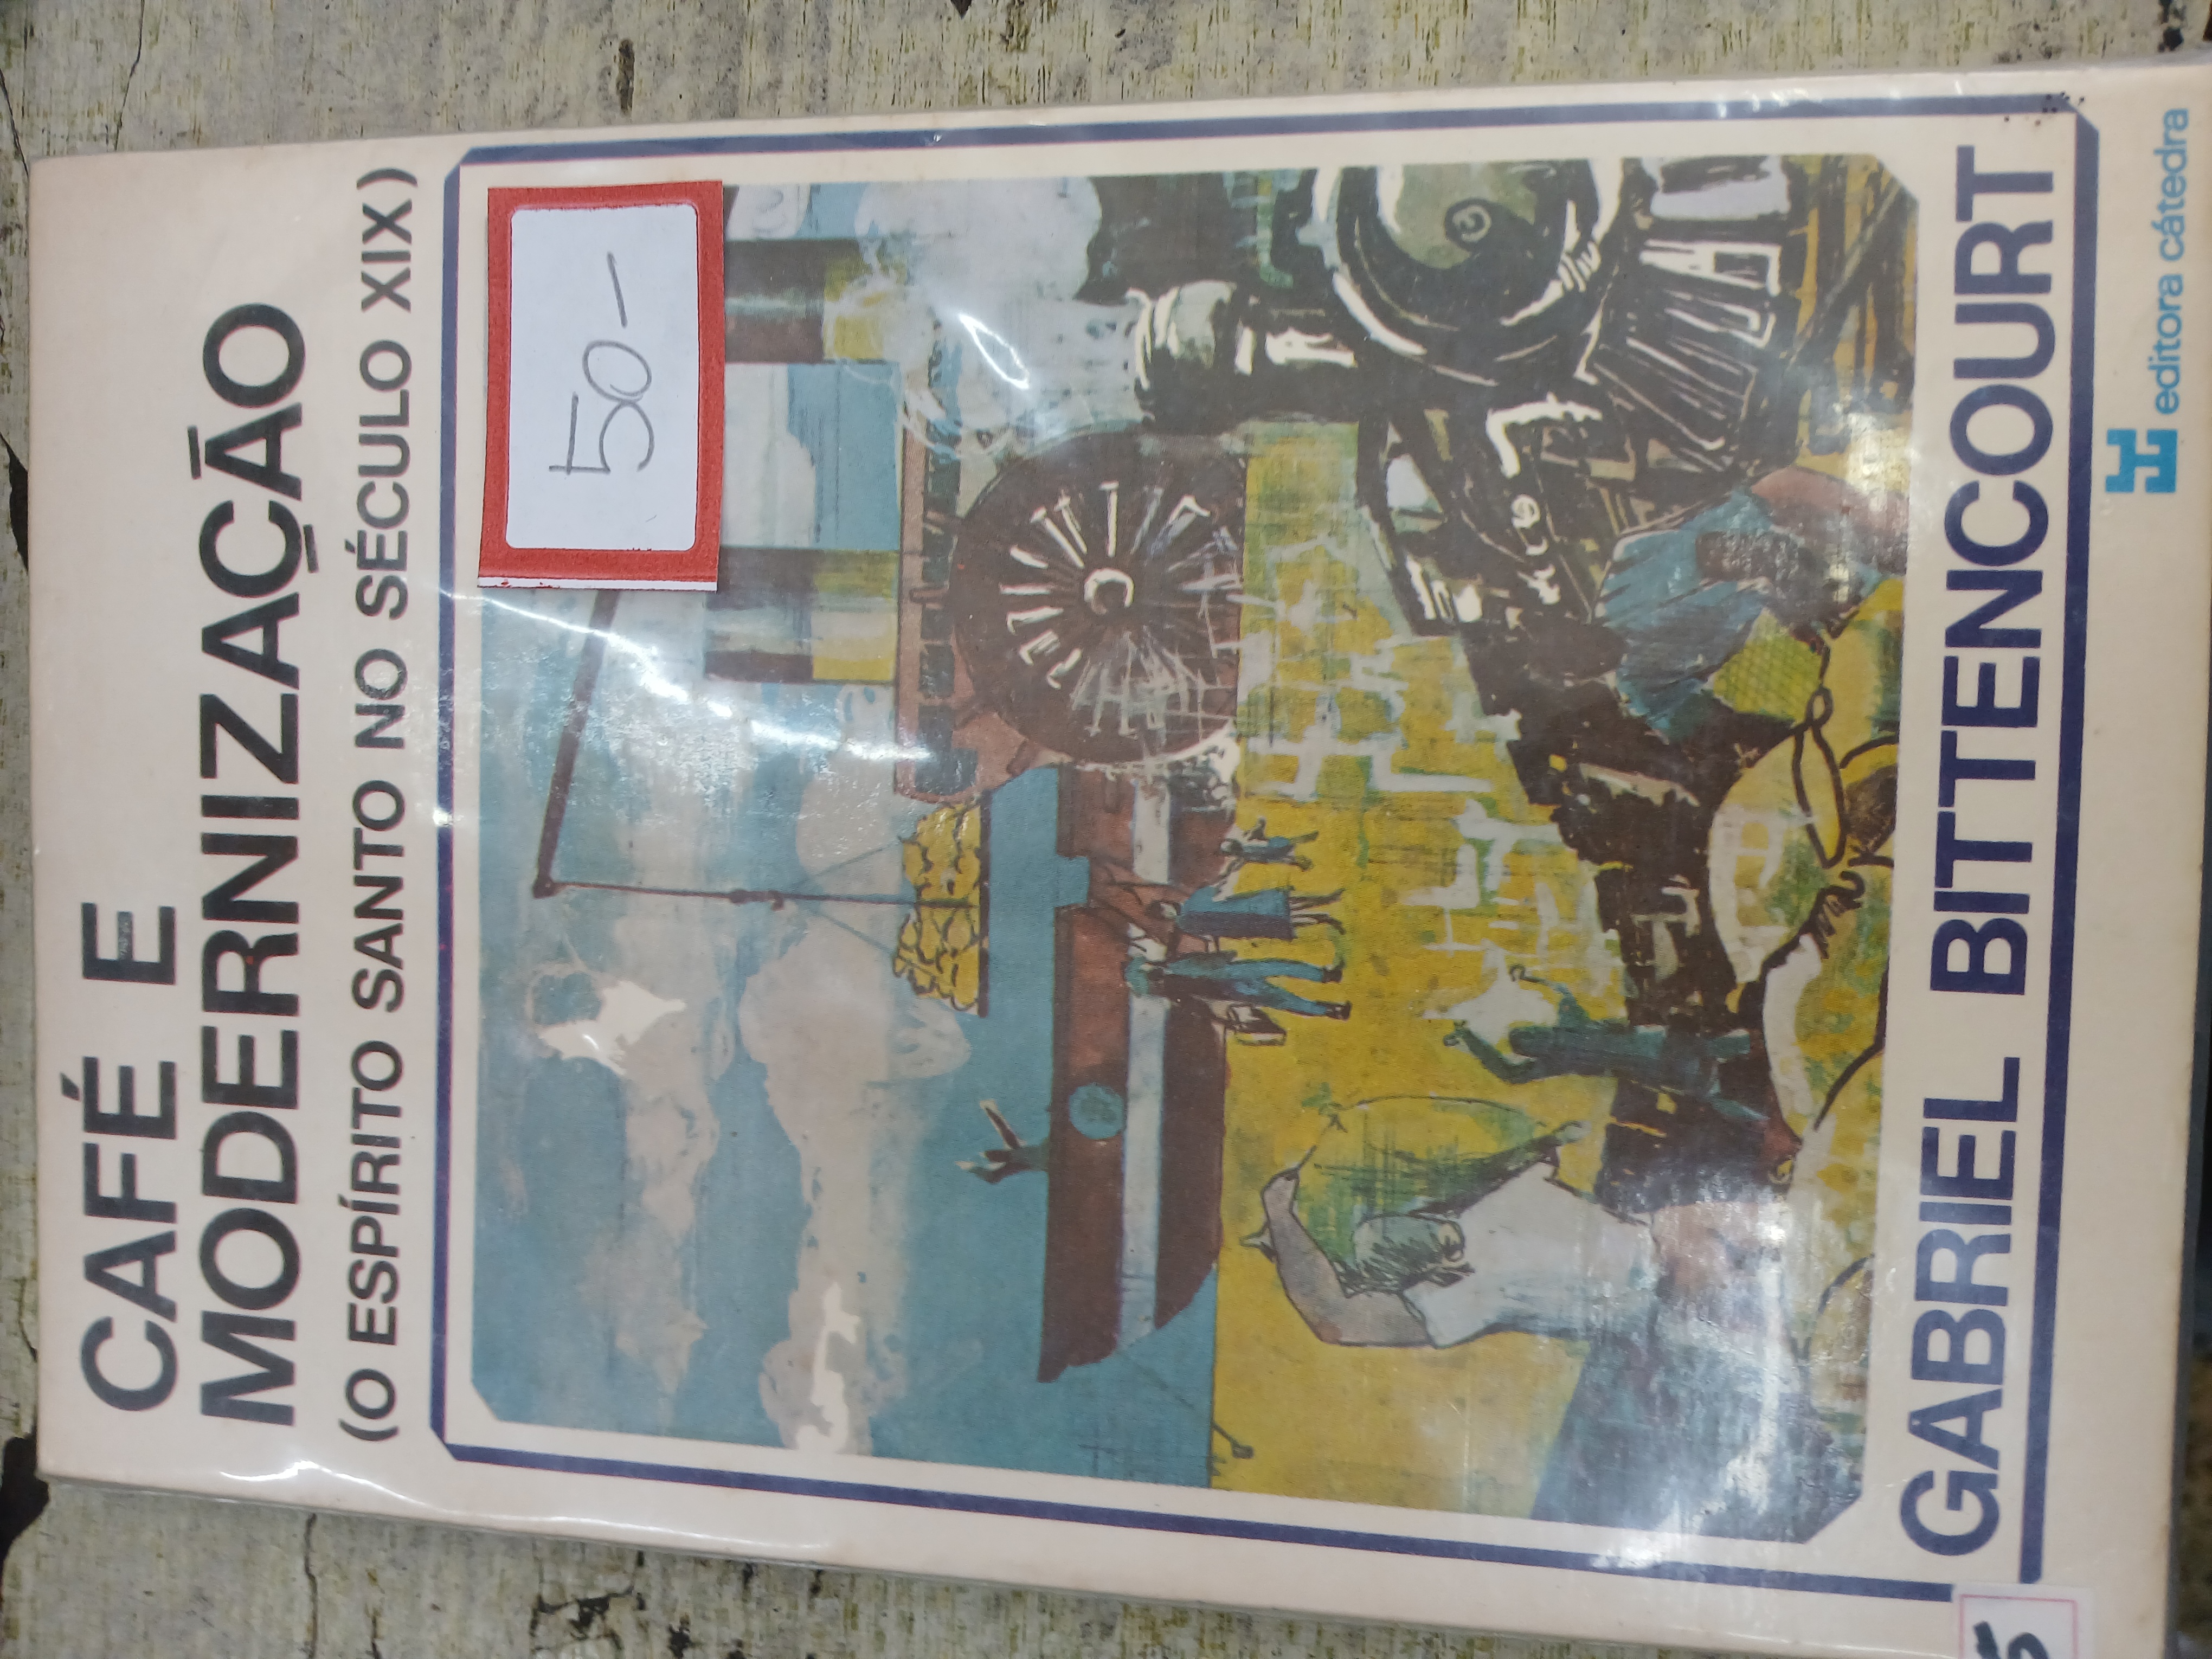 CAFÉ E
MODERNIZAÇÃO
(O ESPÍRITO SANTO NO SÉCULO XIX)
50-
GABRIEL BITTENCOURT
editora cátedra